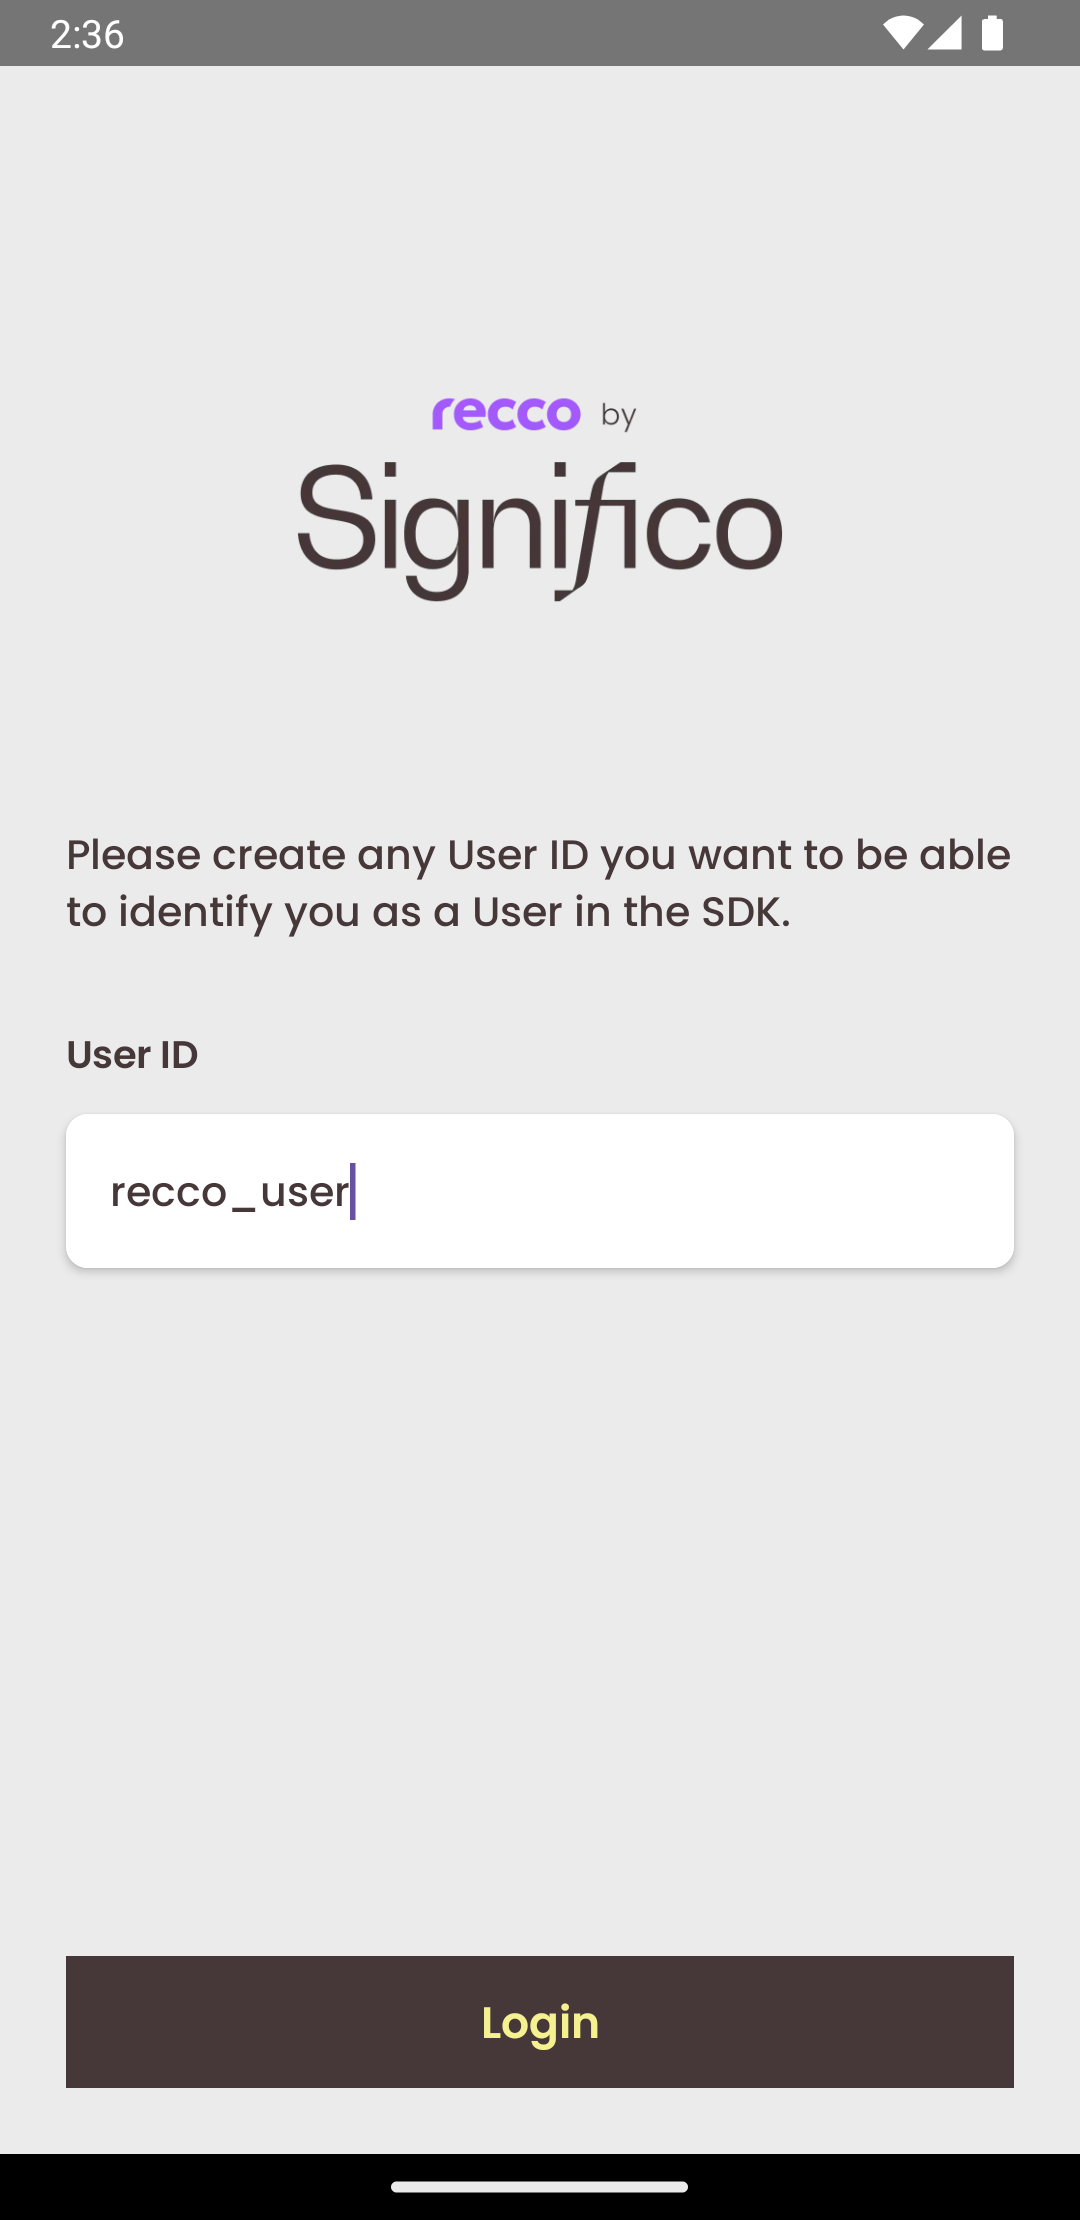 2:36
recco by
Significo
Please create any User ID you want to be able
to identify you as a User in the SDK.
User ID
recco_user
Login